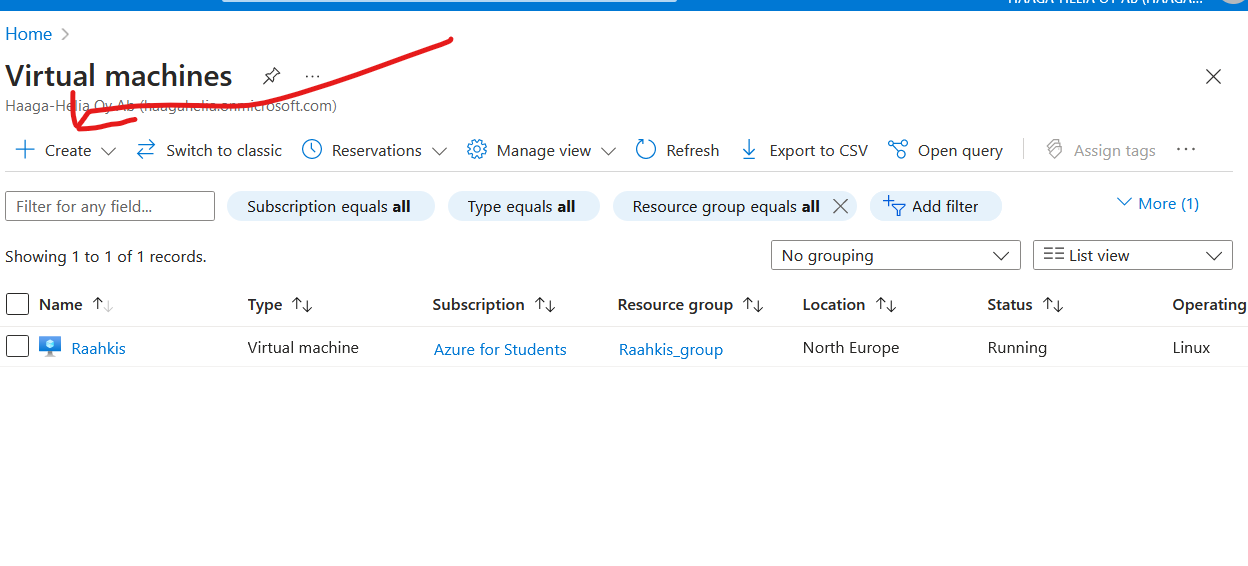 HAAGA-HELIA OY AB (HAAGA...
Home
Virtual machines
Haaga-Helia Oy Ab (haagahelia.onmicrosoft.com)
Create Switch to classic Reservations Manage view Refresh Export to CSV Open query Assign tags ...
Filter for any field... Subscription equals all Type equals all Resource group equals all Add filter More (1)
Showing 1 to 1 of 1 records. No grouping List view
Name Type Subscription Resource group Location Status Operating
Raahkis Virtual machine Azure for Students Raahkis_group North Europe Running Linux